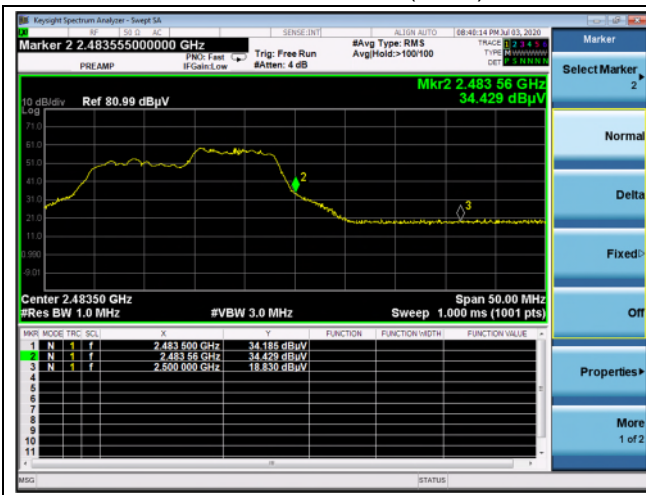 Keysight Spectrum Analyzer - Swept SA
RF 50 Ω AC SENSE:INT ALIGN AUTO 08:40:14 PM Jul 03, 2020
Marker 2 2.483555000000 GHz
PREAMP
PNO: Fast
IFGain:Low
Trig: Free Run
#Atten: 4 dB
#Avg Type: RMS
Avg|Hold:>100/100
TRACE 1 2 3 4 5 6
TYPE M
DET P S N N N N
Mkr2 2.483 56 GHz
34.429 dBµV
10 dB/div Ref 80.99 dBµV
Log
71.0
61.0
51.0
41.0
31.0
21.0
11.0
0.990
-9.01
2
3
Center 2.48350 GHz Span 50.00 MHz
#Res BW 1.0 MHz #VBW 3.0 MHz Sweep 1.000 ms (1001 pts)
MKR MODE TRC SCL X Y FUNCTION FUNCTION WIDTH FUNCTION VALUE
1 N 1 f 2.483 500 GHz 34.185 dBµV
2 N 1 f 2.483 56 GHz 34.429 dBµV
3 N 1 f 2.500 000 GHz 18.830 dBµV
4
5
6
7
8
9
10
11
MSG STATUS
Marker
Select Marker
2
Normal
Delta
Fixed
Off
Properties
More
1 of 2